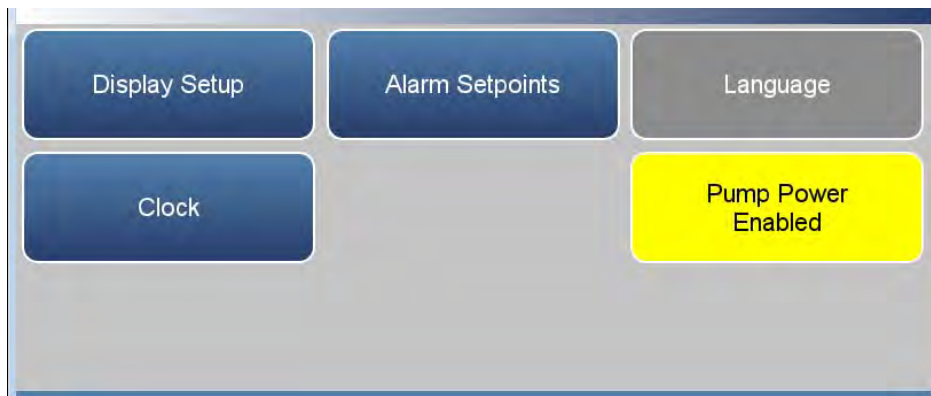 Display Setup
Alarm Setpoints
Language
Clock
Pump Power
Enabled